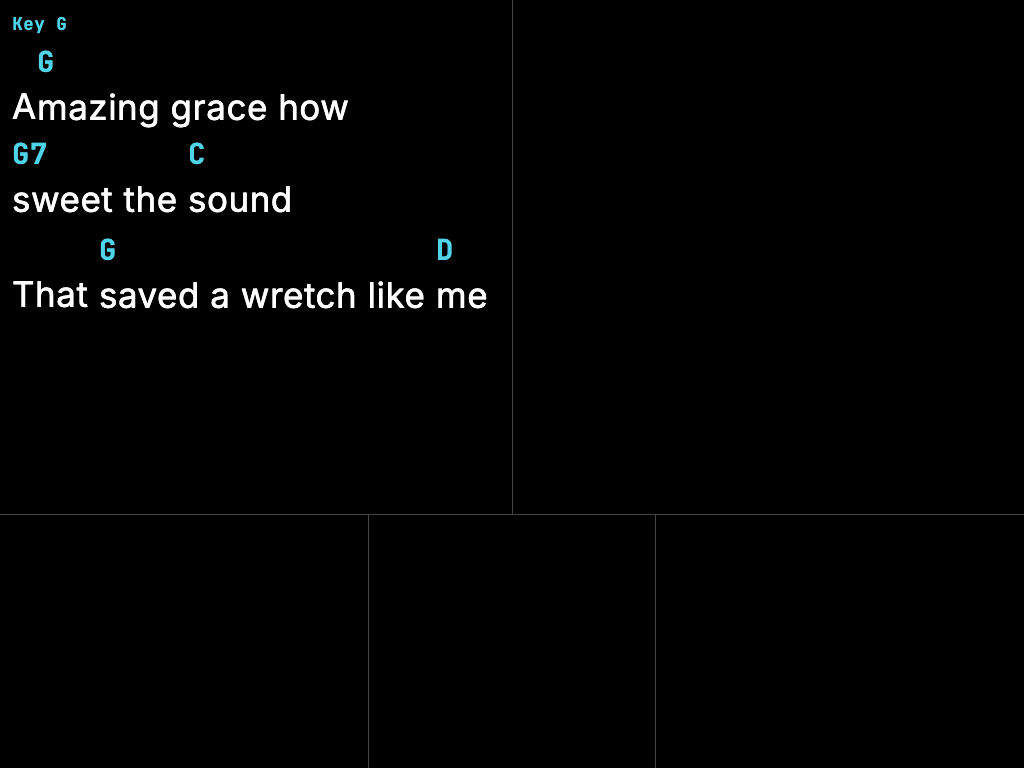 Key G
G
Amazing grace how
G7 C
sweet the sound
G D
That saved a wretch like me